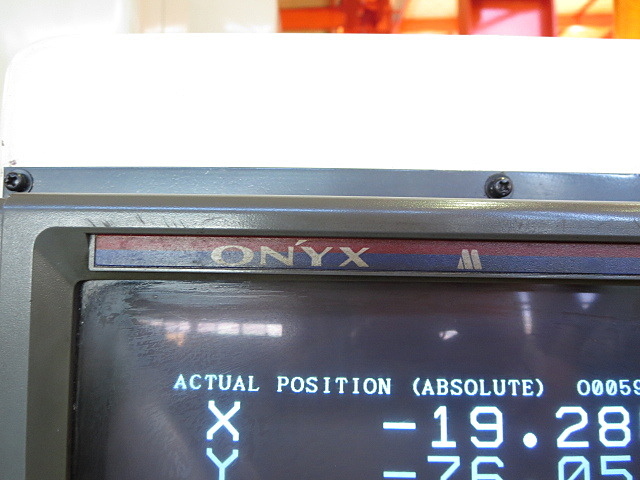 ONYX M
ACTUAL POSITION (ABSOLUTE) O0059
X -19.28
Y -76.05